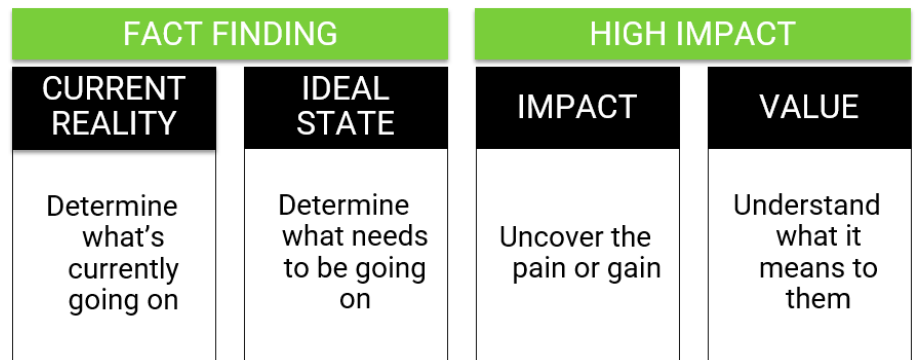 FACT FINDING
HIGH IMPACT
CURRENT
REALITY
IDEAL
STATE
IMPACT
VALUE
Determine
what’s
currently
going on
Determine
what needs
to be going
on
Uncover the
pain or gain
Understand
what it
means to
them